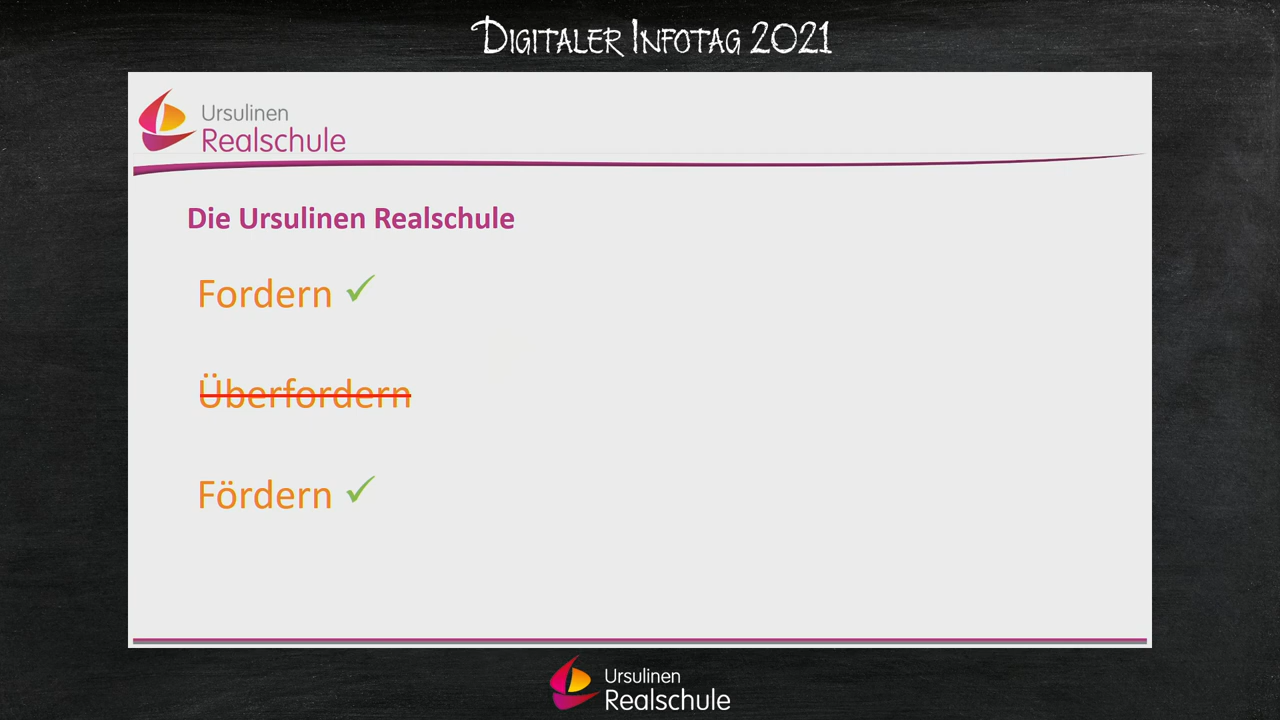 Digitaler Infotag 2021
Ursulinen
Realschule
Die Ursulinen Realschule
Fordern ✓
Überfordern
Fördern ✓
Ursulinen
Realschule